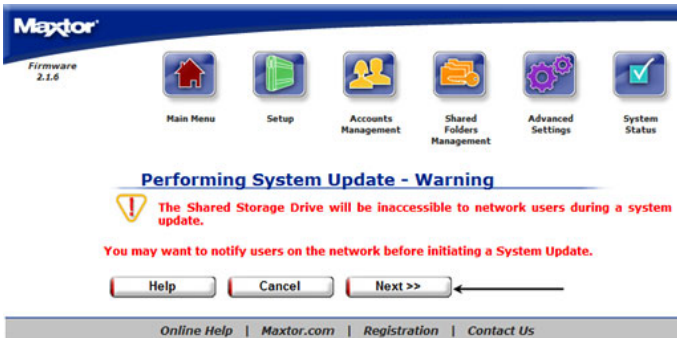 Maxtor
Firmware
2.1.6
Main Menu
Setup
Accounts
Management
Shared
Folders
Management
Advanced
Settings
System
Status
Performing System Update - Warning
The Shared Storage Drive will be inaccessible to network users during a system
update.
You may want to notify users on the network before initiating a System Update.
Help
Cancel
Next >>
Online Help | Maxtor.com | Registration | Contact Us